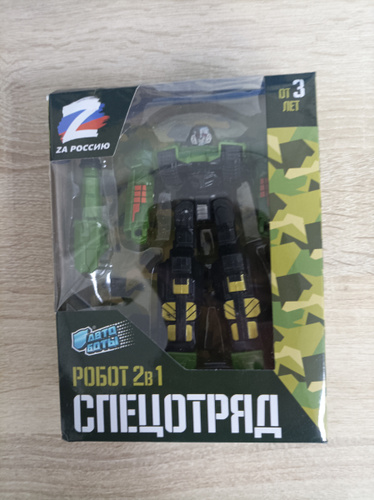 Z
ZA РОССИЮ
ОТ 3
ЛЕТ
АВТО
БОТЫ
РОБОТ 2в1
СПЕЦОТРЯД